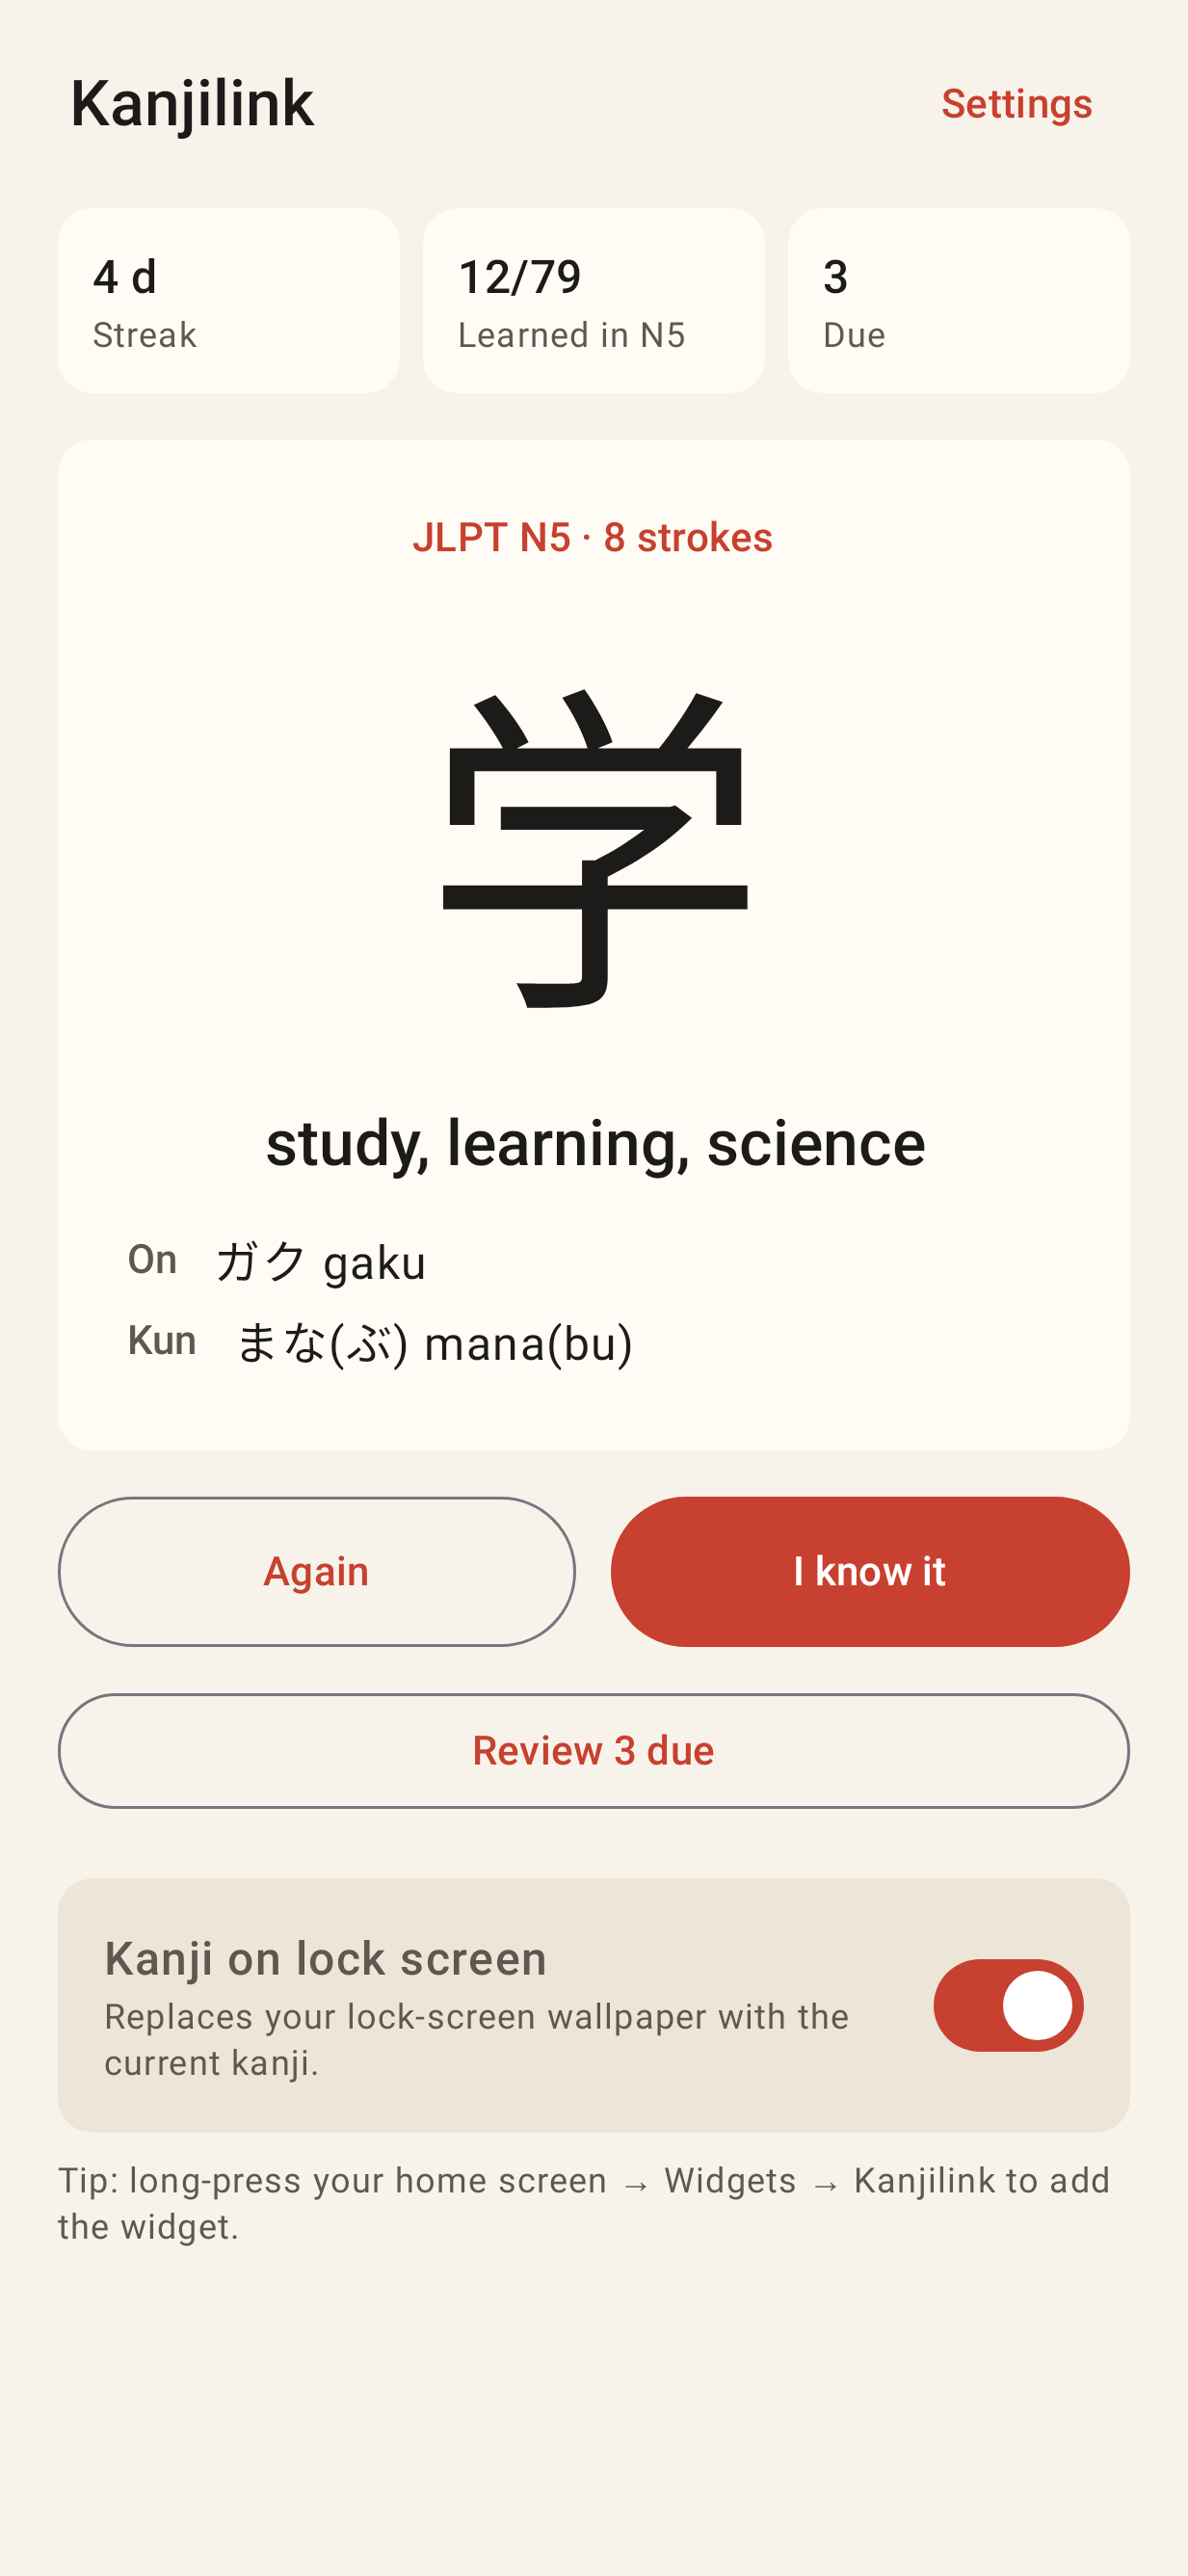 Kanjilink
Settings
4 d
Streak
12/79
Learned in N5
3
Due
JLPT N5 · 8 strokes
学
study, learning, science
On ガク gaku
Kun まな(ぶ) mana(bu)
Again
I know it
Review 3 due
Kanji on lock screen
Replaces your lock-screen wallpaper with the
current kanji.
Tip: long-press your home screen → Widgets → Kanjilink to add
the widget.